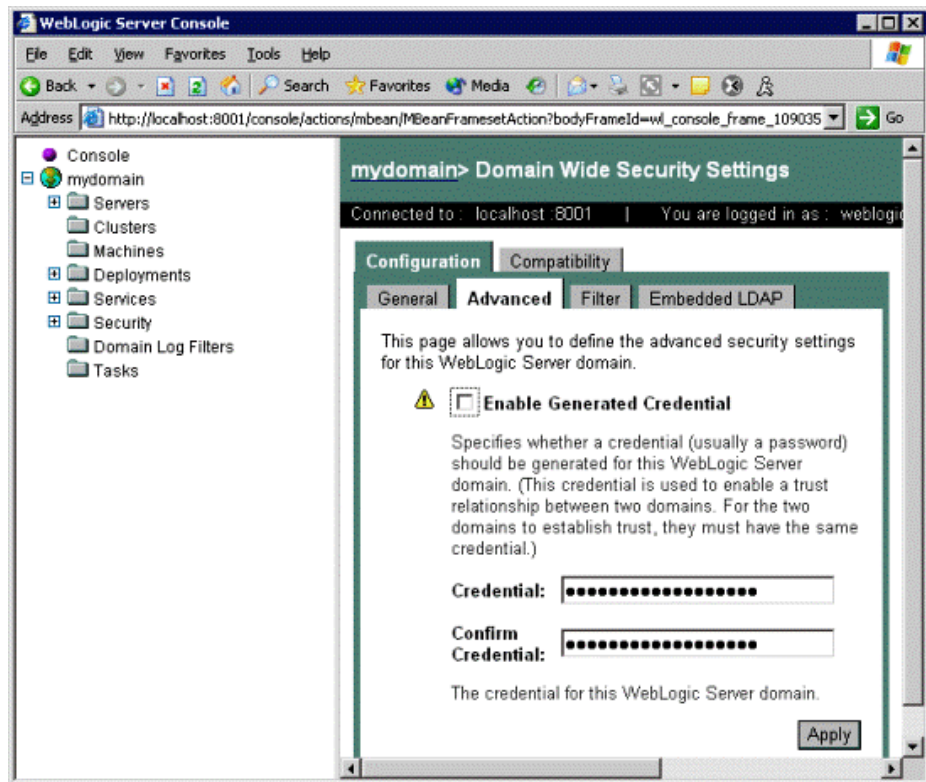 WebLogic Server Console
File Edit View Favorites Tools Help
Back Search Favorites Media
Address http://localhost:8001/console/actions/mbean/MBeanFramesetAction?bodyFrameId=wl_console_frame_109035 Go
Console
mydomain
Servers
Clusters
Machines
Deployments
Services
Security
Domain Log Filters
Tasks
mydomain> Domain Wide Security Settings
Connected to : localhost :8001 | You are logged in as : weblogic
Configuration Compatibility
General Advanced Filter Embedded LDAP
This page allows you to define the advanced security settings
for this WebLogic Server domain.
Enable Generated Credential
Specifies whether a credential (usually a password)
should be generated for this WebLogic Server
domain. (This credential is used to enable a trust
relationship between two domains. For the two
domains to establish trust, they must have the same
credential.)
Credential: ●●●●●●●●●●●●●●●●●●
Confirm
Credential: ●●●●●●●●●●●●●●●●●●
The credential for this WebLogic Server domain.
Apply